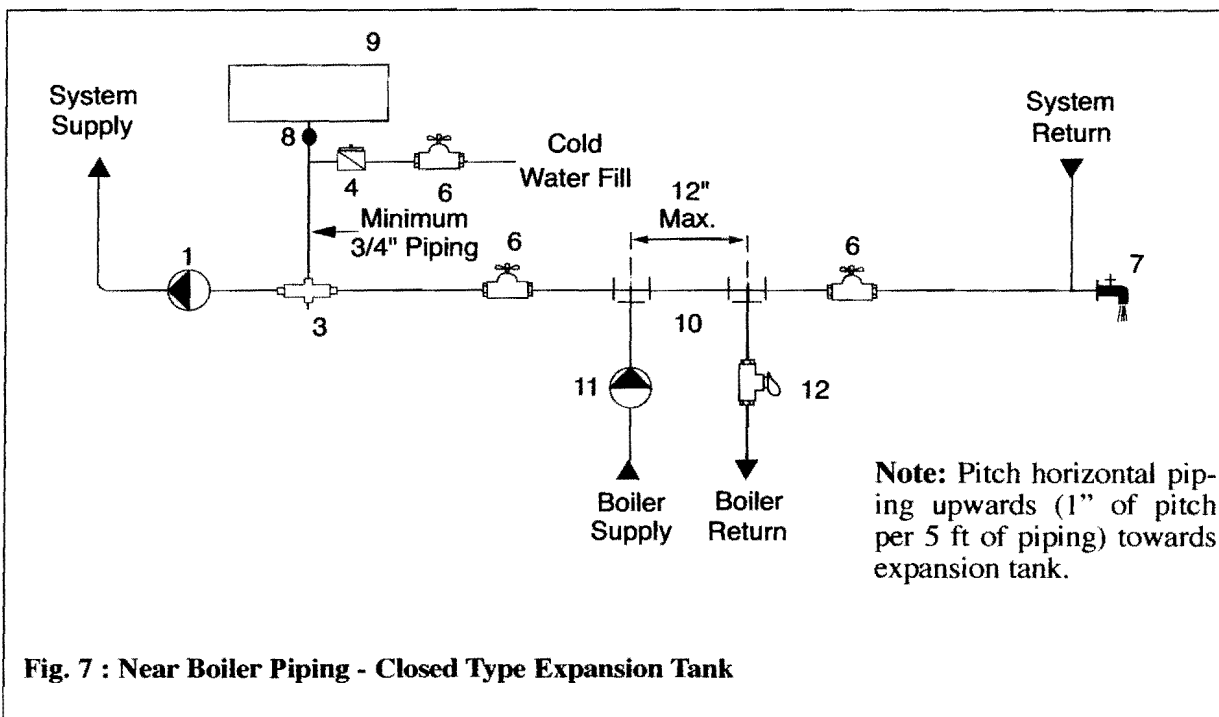 9
System
Supply
System
Return
8
Cold
Water Fill
4
6
12"
Max.
Minimum
3/4" Piping
1
6
6
7
3
10
11
12
Boiler
Supply
Boiler
Return
Note: Pitch horizontal pip-
ing upwards (1” of pitch
per 5 ft of piping) towards
expansion tank.
Fig. 7 : Near Boiler Piping - Closed Type Expansion Tank